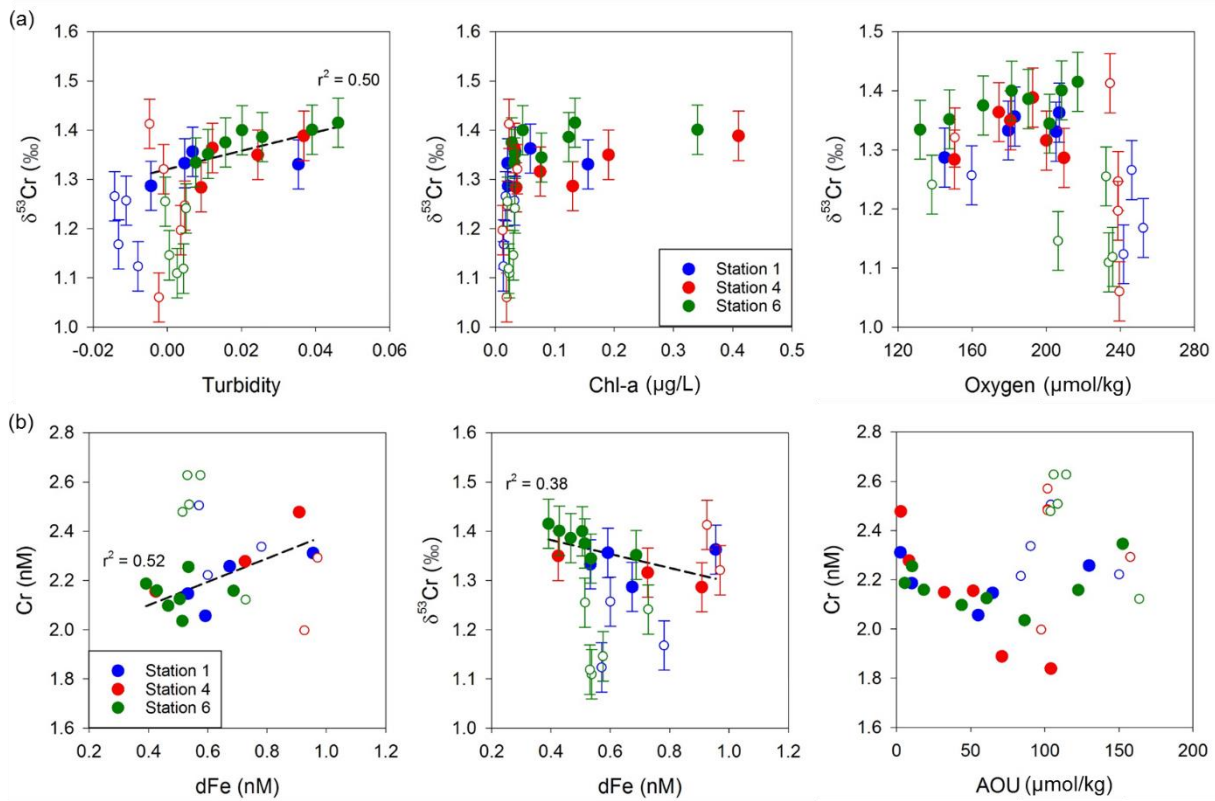 (a)
1.6
1.5
1.4
1.3
1.2
1.1
1.0
δ⁵³Cr (‰)
r² = 0.50
-0.02 0.00 0.02 0.04 0.06
Turbidity
1.6
1.5
1.4
1.3
1.2
1.1
1.0
δ⁵³Cr (‰)
Station 1
Station 4
Station 6
0.0 0.1 0.2 0.3 0.4 0.5
Chl-a (µg/L)
1.5
1.4
1.3
1.2
1.1
1.0
δ⁵³Cr (‰)
120 160 200 240 280
Oxygen (µmol/kg)
(b)
2.8
2.6
2.4
2.2
2.0
1.8
1.6
Cr (nM)
r² = 0.52
Station 1
Station 4
Station 6
0.2 0.4 0.6 0.8 1.0 1.2
dFe (nM)
1.6
1.5
1.4
1.3
1.2
1.1
1.0
δ⁵³Cr (‰)
r² = 0.38
0.2 0.4 0.6 0.8 1.0 1.2
dFe (nM)
2.8
2.6
2.4
2.2
2.0
1.8
1.6
Cr (nM)
0 50 100 150 200
AOU (µmol/kg)